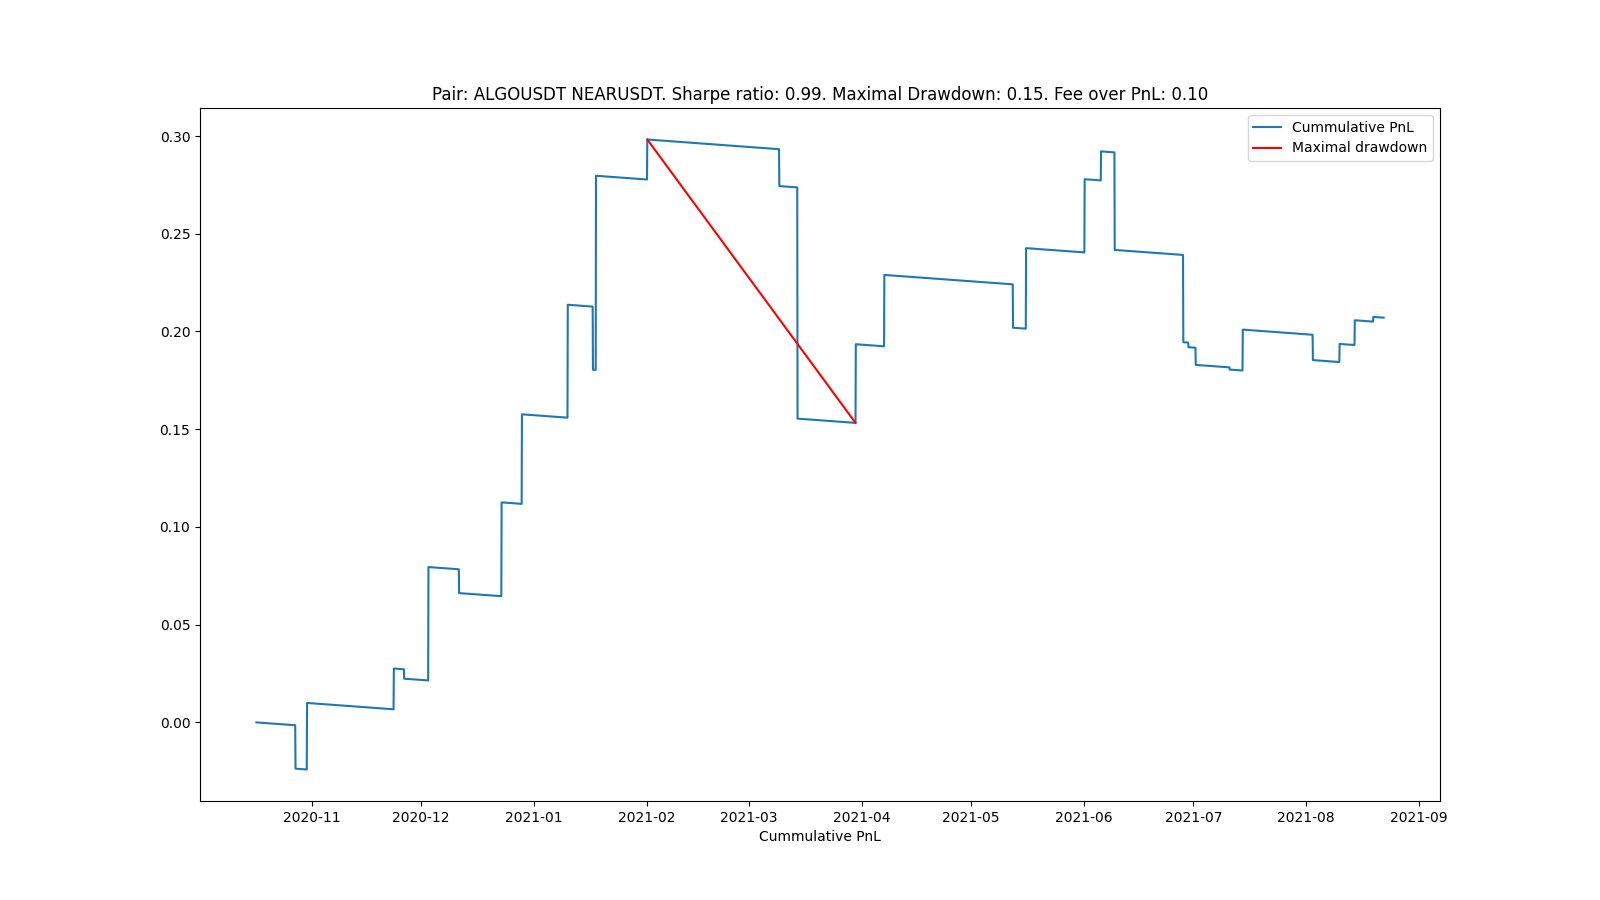 Pair: ALGOUSDT NEARUSDT. Sharpe ratio: 0.99. Maximal Drawdown: 0.15. Fee over PnL: 0.10
Cummulative PnL
Maximal drawdown
0.30
0.25
0.20
0.15
0.10
0.05
0.00
2020-11 2020-12 2021-01 2021-02 2021-03 2021-04 2021-05 2021-06 2021-07 2021-08 2021-09
Cummulative PnL